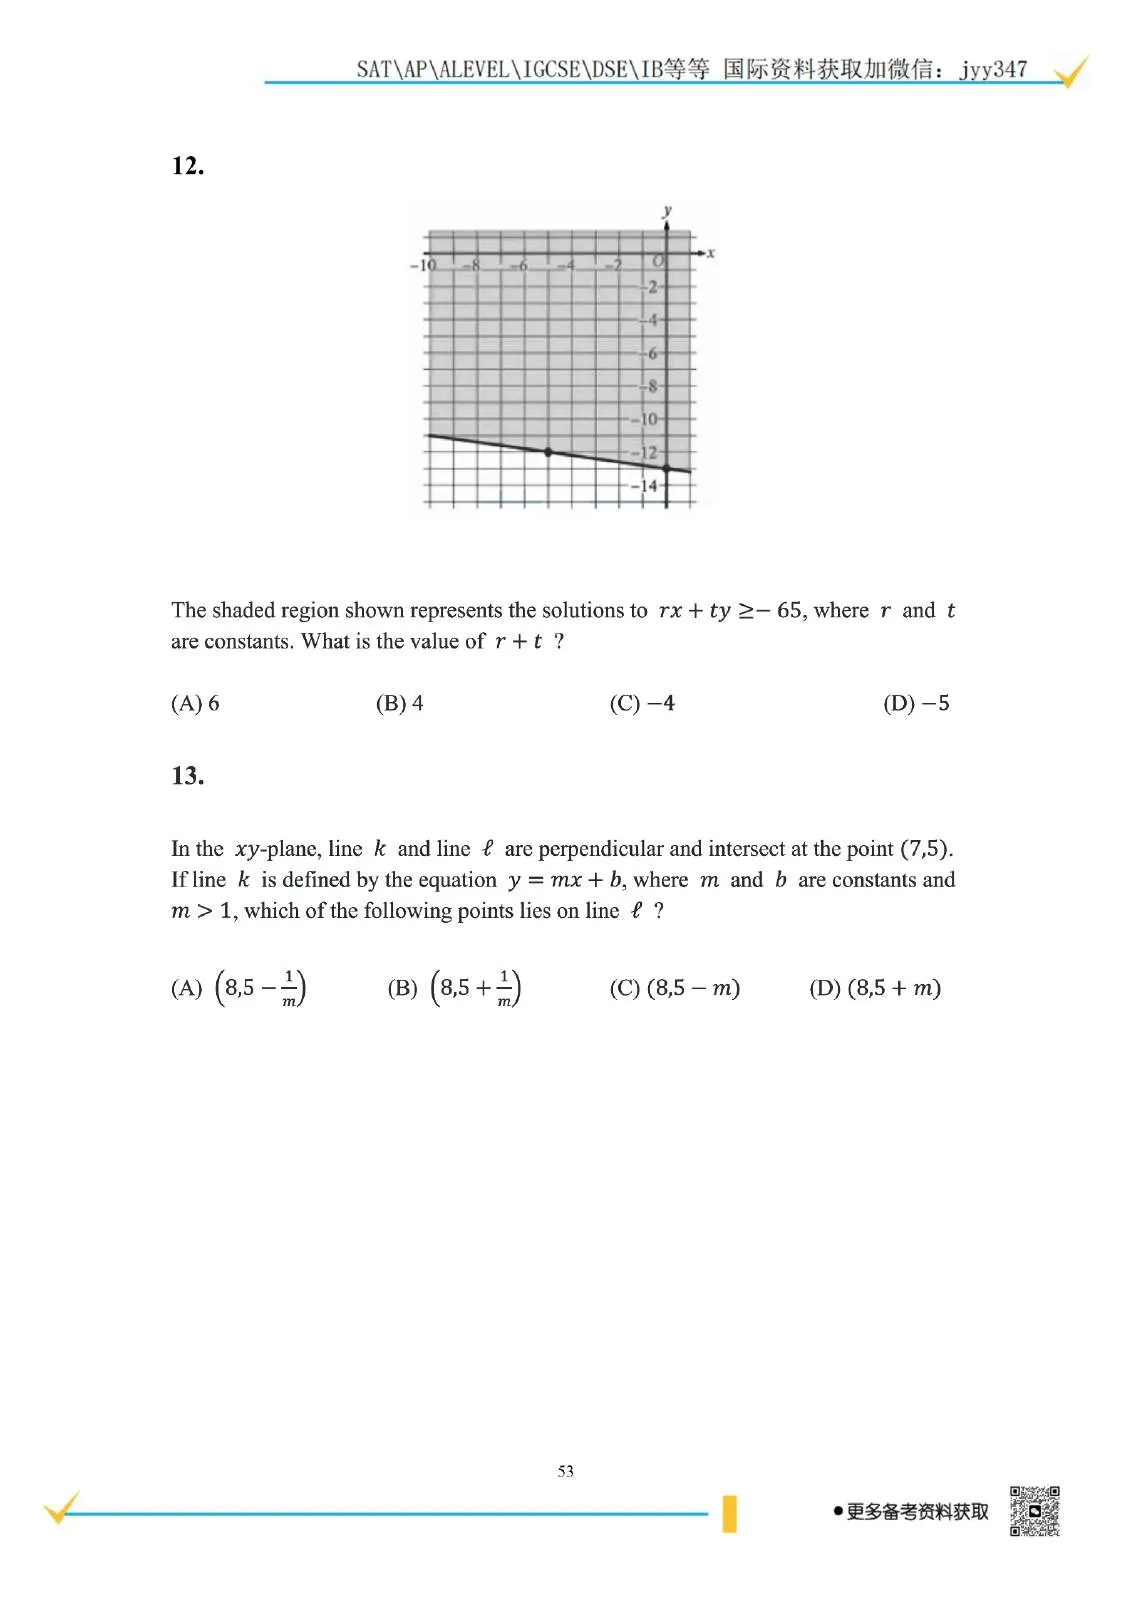 SAT\AP\ALEVEL\IGCSE\DSE\IB等等 国际资料获取加微信：jyy347
12.
y
x
-10 -8 -6 -4 -2 O
-2
-4
-6
-8
-10
-12
-14
The shaded region shown represents the solutions to rx + ty ≥− 65, where r and t
are constants. What is the value of r + t ?
(A) 6 (B) 4 (C) −4 (D) −5
13.
In the xy-plane, line k and line ℓ are perpendicular and intersect at the point (7,5).
If line k is defined by the equation y = mx + b, where m and b are constants and
m > 1, which of the following points lies on line ℓ ?
(A) (8,5 − 1/m) (B) (8,5 + 1/m) (C) (8,5 − m) (D) (8,5 + m)
53
●更多备考资料获取